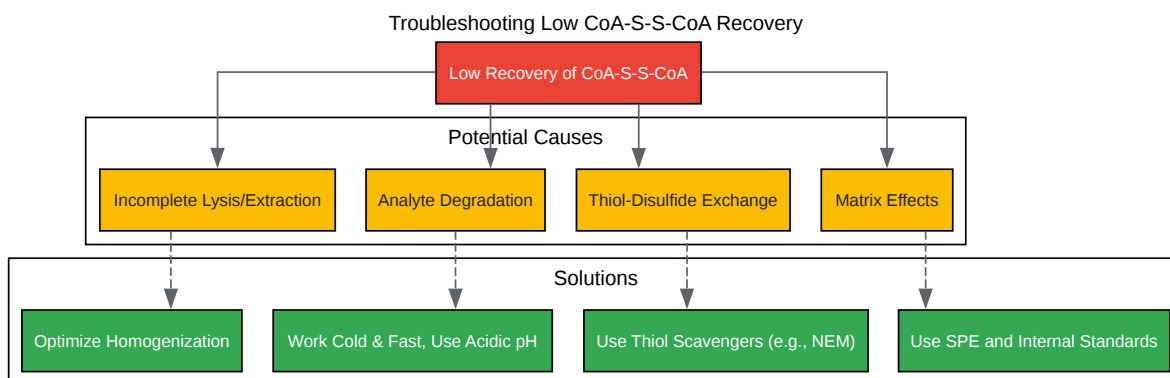 Troubleshooting Low CoA-S-S-CoA Recovery
Low Recovery of CoA-S-S-CoA
Potential Causes
Incomplete Lysis/Extraction
Analyte Degradation
Thiol-Disulfide Exchange
Matrix Effects
Solutions
Optimize Homogenization
Work Cold & Fast, Use Acidic pH
Use Thiol Scavengers (e.g., NEM)
Use SPE and Internal Standards